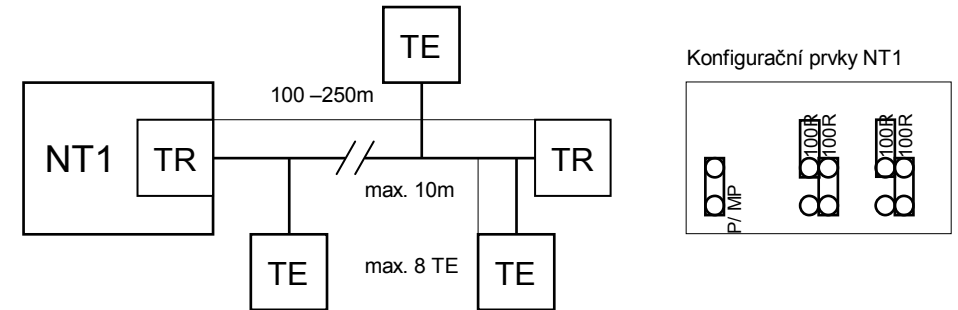 TE
Konfigurační prvky NT1
100 –250m
NT1
TR
TR
max. 10m
TE
max. 8 TE
TE
P/ MP
100R
100R
100R
100R